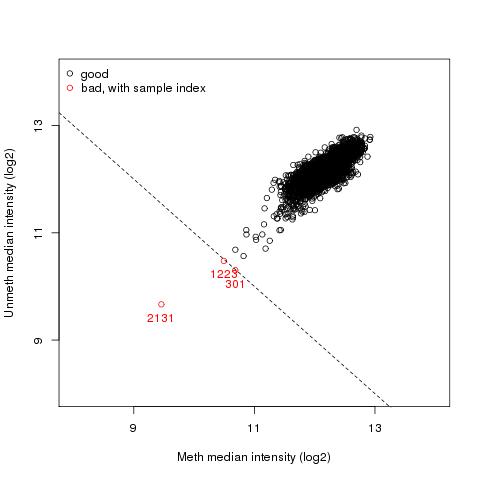 good
bad, with sample index
13
11
9
Unmeth median intensity (log2)
1223
301
2131
9
11
13
Meth median intensity (log2)